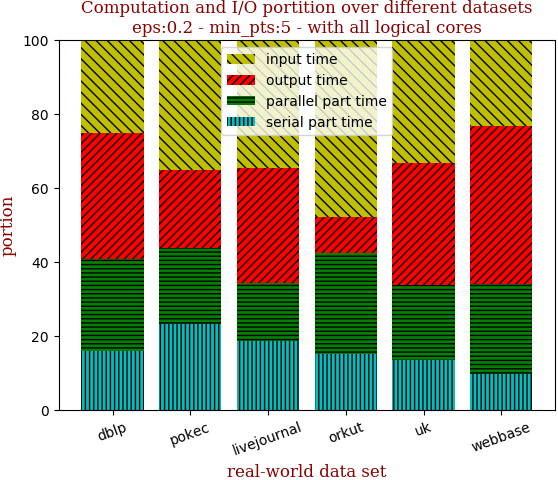 Computation and I/O portition over different datasets
eps:0.2 - min_pts:5 - with all logical cores
100
80
60
40
20
0
portion
input time
output time
parallel part time
serial part time
dblp
pokec
livejournal
orkut
uk
webbase
real-world data set